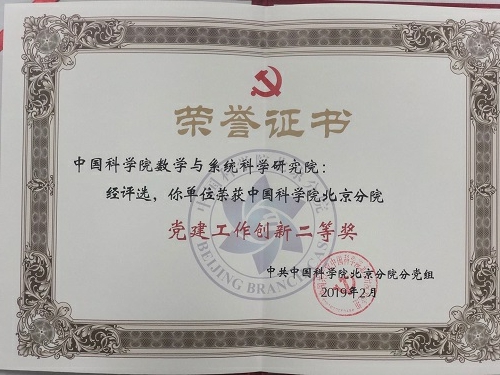 荣誉证书
中国科学院数学与系统科学研究院：
经评选，你单位荣获中国科学院北京分院
党建工作创新二等奖
BEIJING BRANCH, CAS
中共中国科学院北京分院分党组
2019年2月